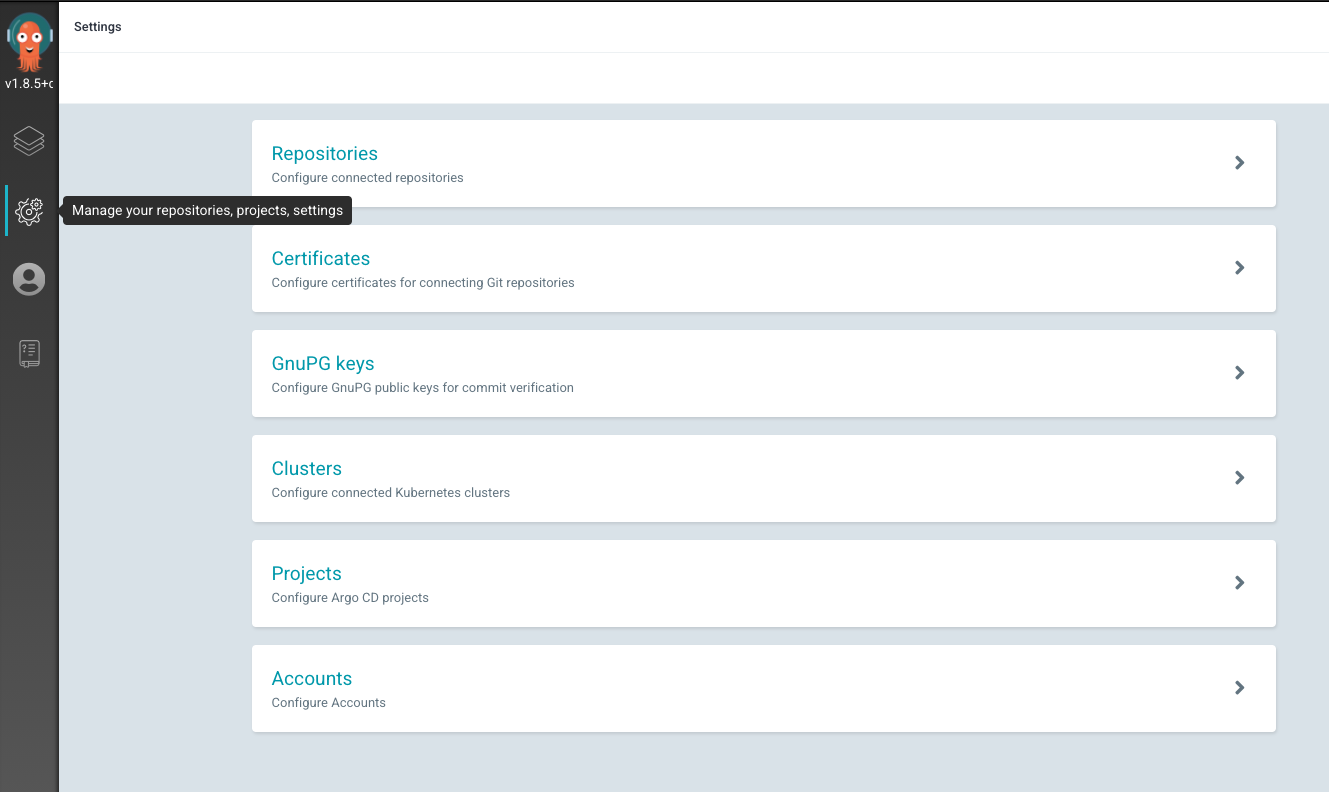 Settings
v1.8.5+c
Repositories
Configure connected repositories
Manage your repositories, projects, settings
Certificates
Configure certificates for connecting Git repositories
GnuPG keys
Configure GnuPG public keys for commit verification
Clusters
Configure connected Kubernetes clusters
Projects
Configure Argo CD projects
Accounts
Configure Accounts